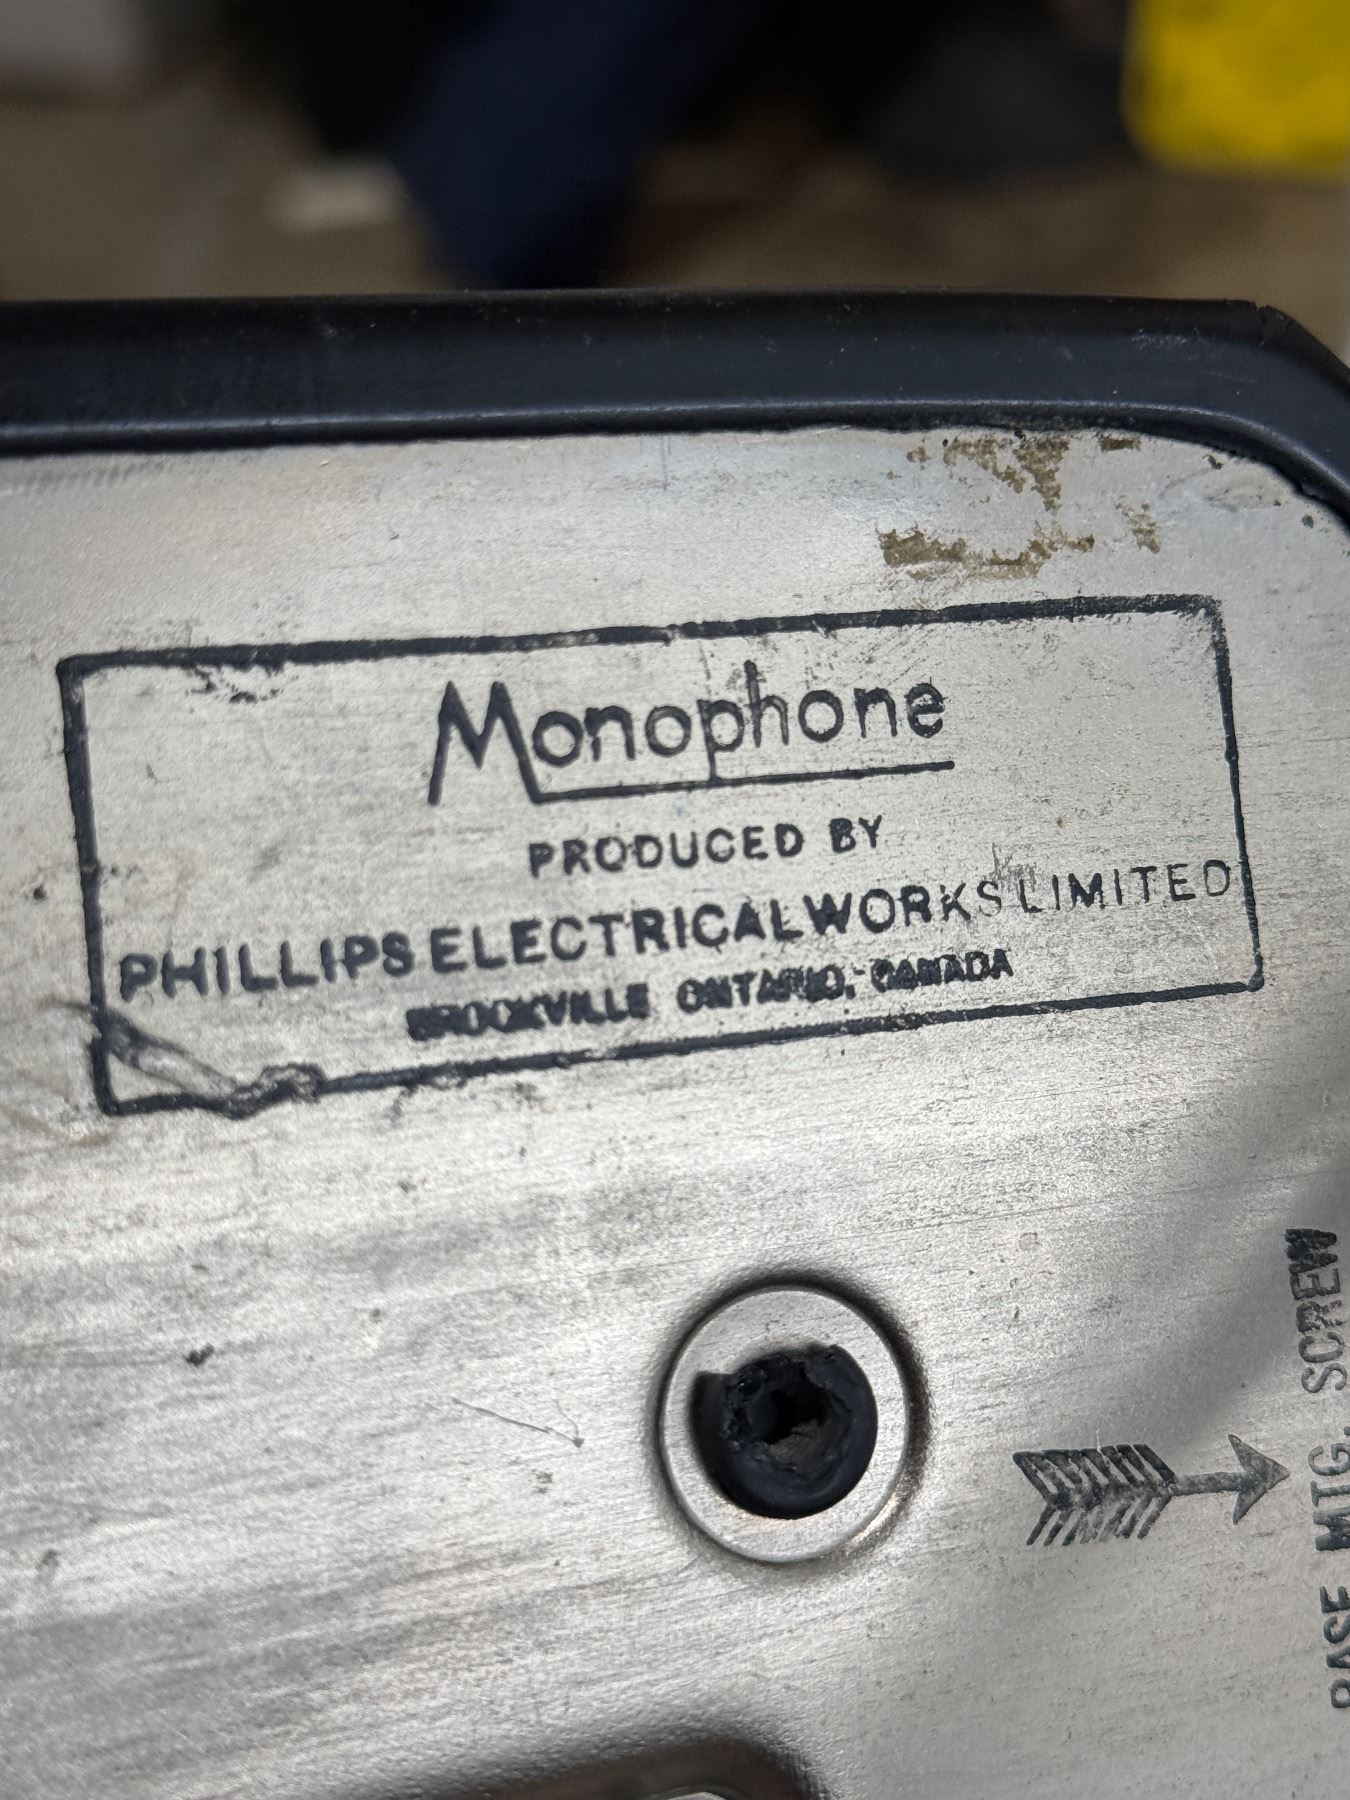 Monophone
PRODUCED BY
PHILLIPS ELECTRICAL WORKS LIMITED
BROCKVILLE ONTARIO, CANADA
BASE MTG. SCREW